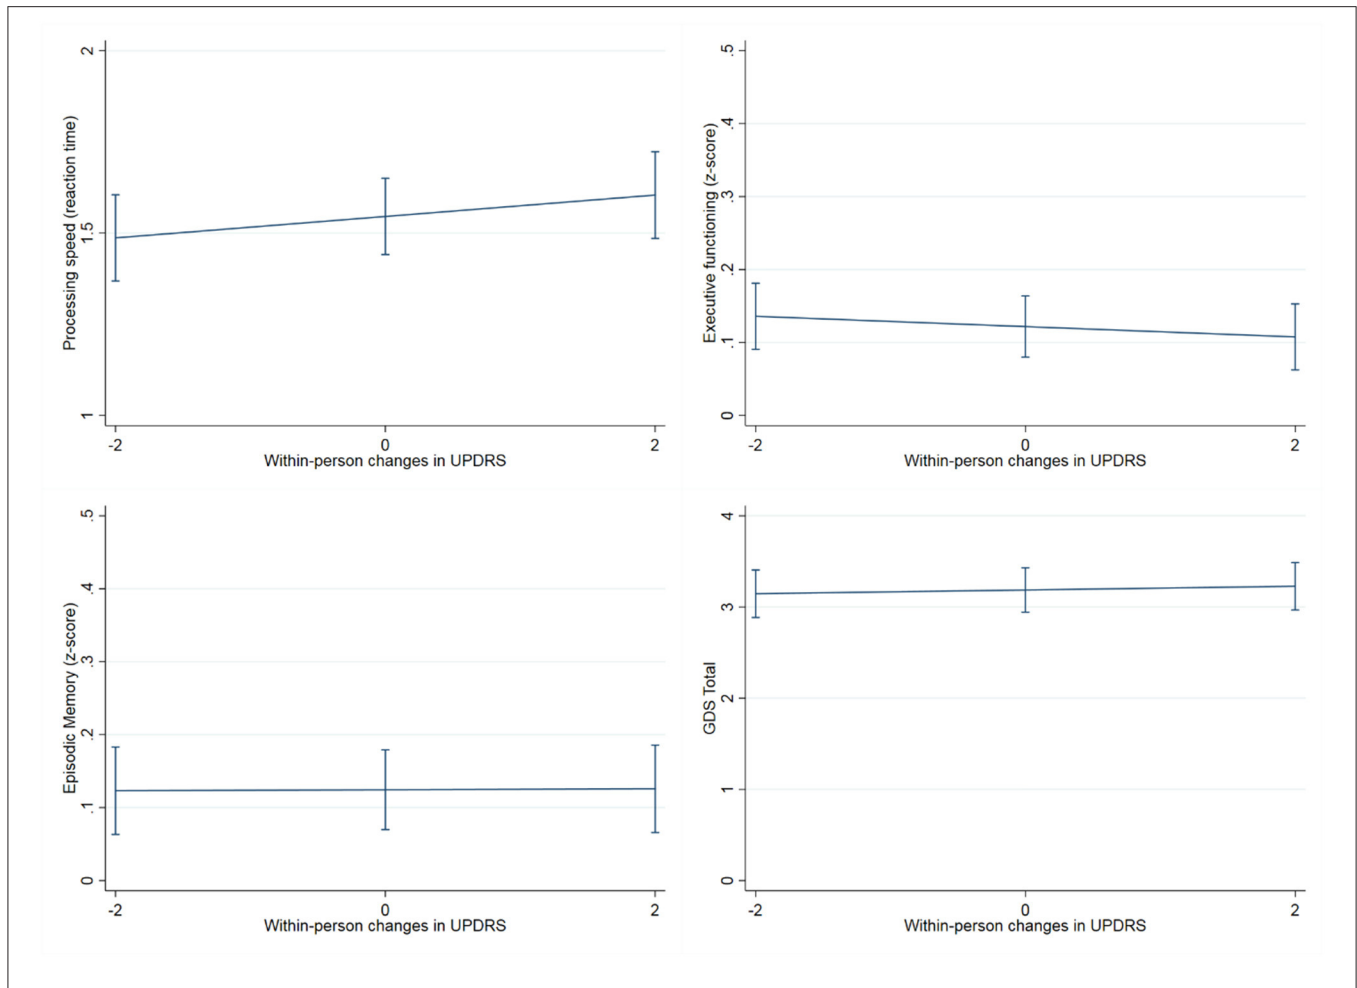 Processing speed (reaction time)
2
1.5
1
-2 0 2
Within-person changes in UPDRS
Executive functioning (z-score)
.5
.4
.3
.2
.1
0
-2 0 2
Within-person changes in UPDRS
Episodic Memory (z-score)
.5
.4
.3
.2
.1
0
-2 0 2
Within-person changes in UPDRS
GDS Total
4
3
2
1
0
-2 0 2
Within-person changes in UPDRS